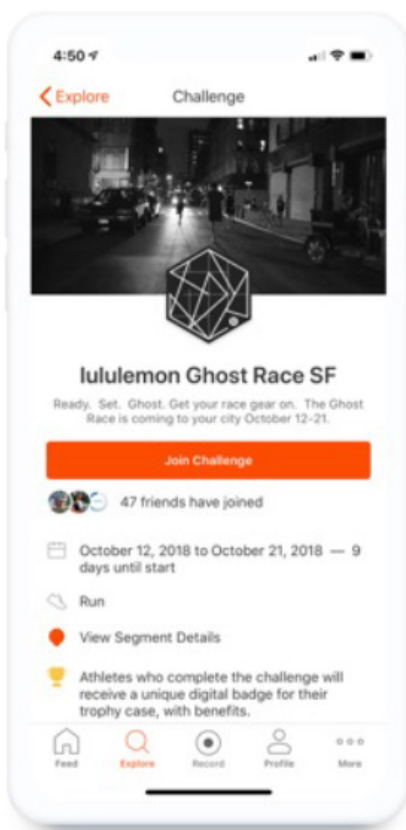 4:50
Explore
Challenge
lululemon Ghost Race SF
Ready. Set. Ghost. Get your race gear on. The Ghost
Race is coming to your city October 12-21.
Join Challenge
47 friends have joined
October 12, 2018 to October 21, 2018 — 9
days until start
Run
View Segment Details
Athletes who complete the challenge will
receive a unique digital badge for their
trophy case, with benefits.
Feed
Explore
Record
Profile
More